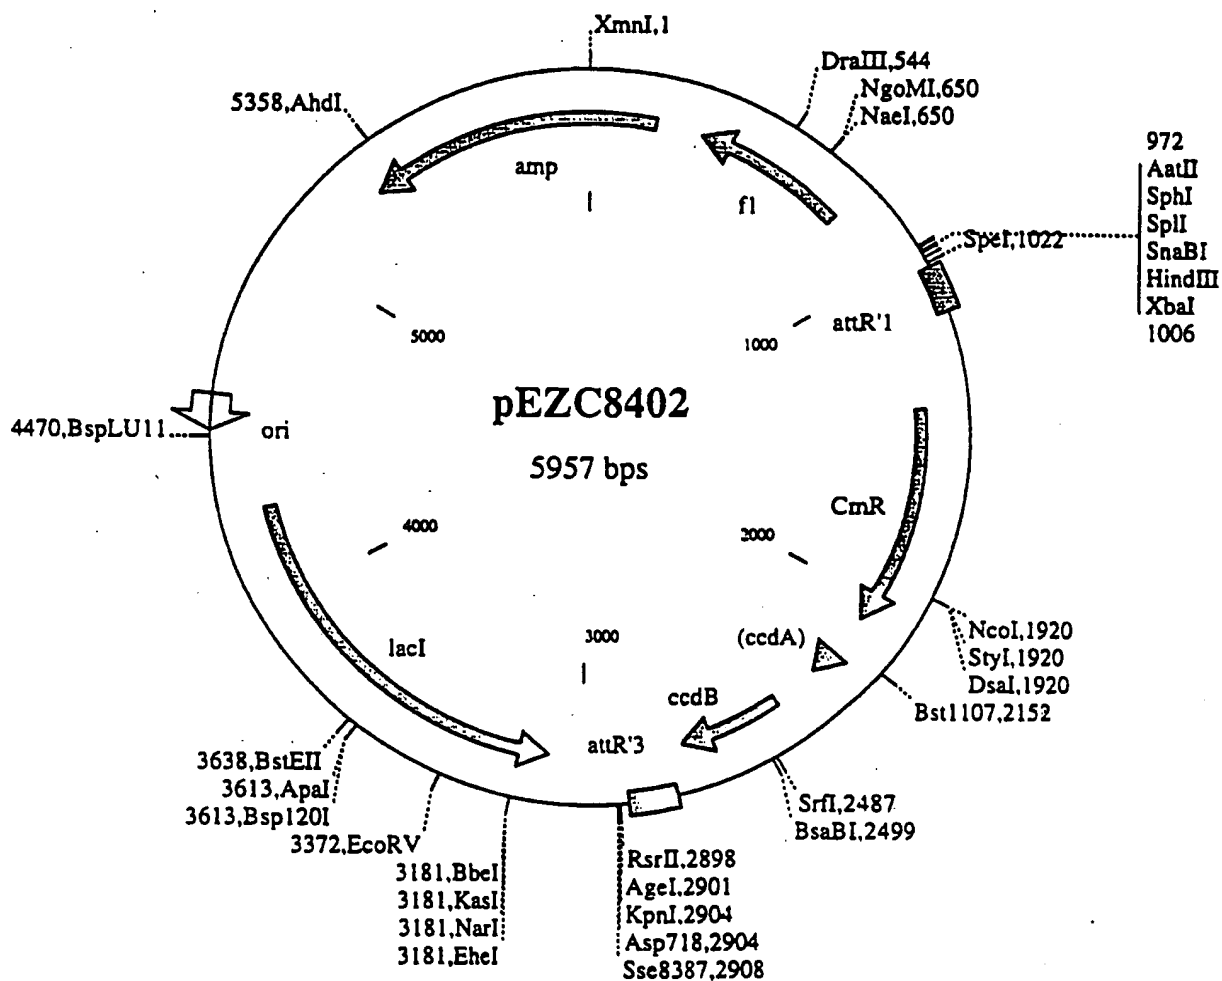 XmnI,1
DraIII,544
NgoMI,650
NaeI,650
5358,AhdI
972
AatII
SphI
SplI
SnaBI
HindIII
XbaI
1006
SpeI,1022
amp
f1
attR'1
5000
1000
pEZC8402
5957 bps
4470,BspLU11
ori
CmR
4000
2000
lacI
3000
(ccdA)
NcoI,1920
StyI,1920
DsaI,1920
Bst1107,2152
ccdB
attR'3
3638,BstEII
3613,ApaI
3613,Bsp120I
3372,EcoRV
SrfI,2487
BsaBI,2499
3181,BbeI
3181,KasI
3181,NarI
3181,EheI
RsrII,2898
AgeI,2901
KpnI,2904
Asp718,2904
Sse8387,2908